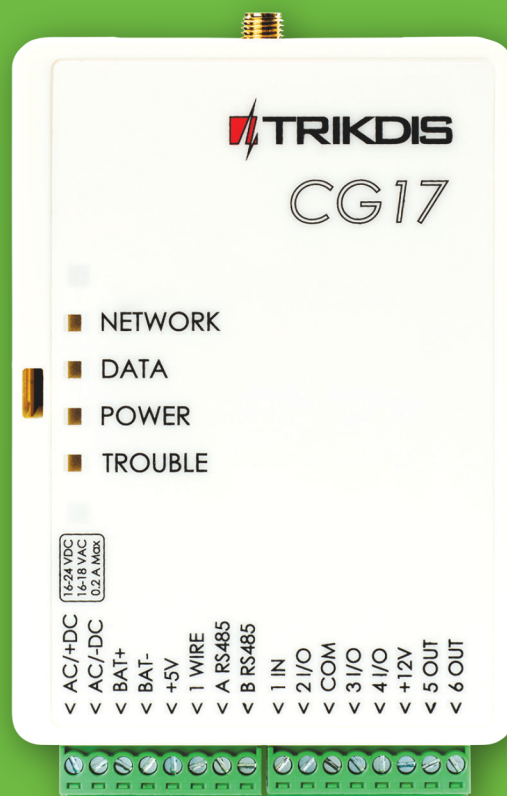 TRIKDIS
CG17
NETWORK
DATA
POWER
TROUBLE
16-24 VDC
16-18 VAC
0.2 A Max
< AC/+DC
< AC/-DC
< BAT+
< BAT-
< +5V
< 1 WIRE
< A RS485
< B RS485
< 1 IN
< 2 I/O
< COM
< 3 I/O
< 4 I/O
< +12V
< 5 OUT
< 6 OUT